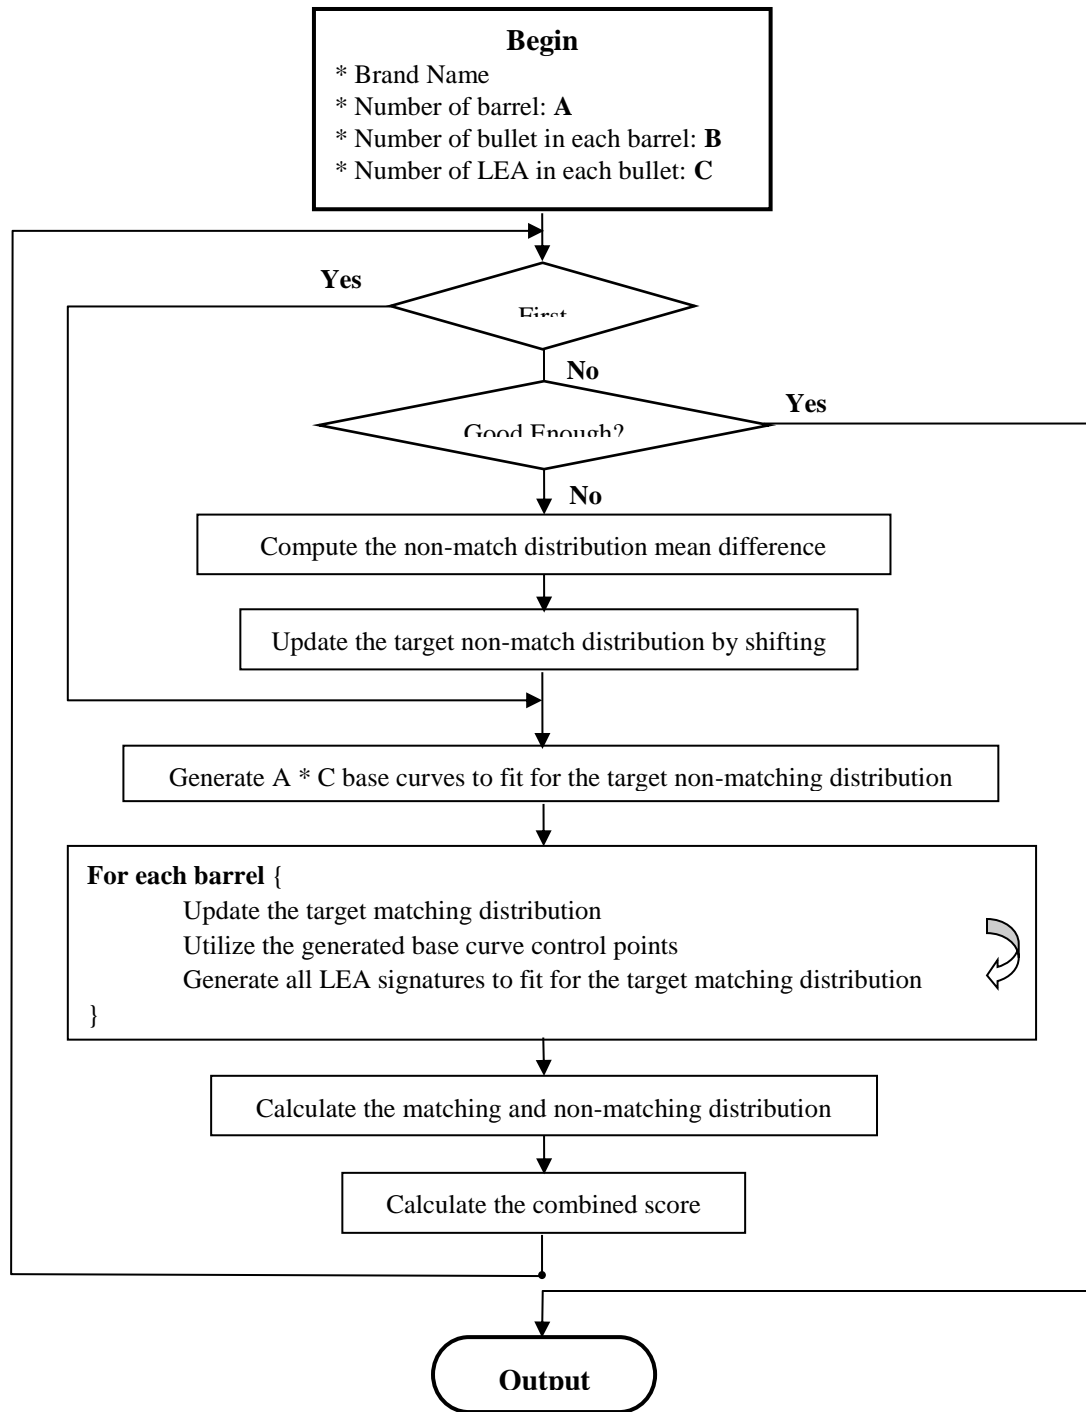 Begin
* Brand Name
* Number of barrel: A
* Number of bullet in each barrel: B
* Number of LEA in each bullet: C
Yes
First
No
Good Enough?
Yes
No
Compute the non-match distribution mean difference
Update the target non-match distribution by shifting
Generate A * C base curves to fit for the target non-matching distribution
For each barrel {
Update the target matching distribution
Utilize the generated base curve control points
Generate all LEA signatures to fit for the target matching distribution
}
Calculate the matching and non-matching distribution
Calculate the combined score
Output